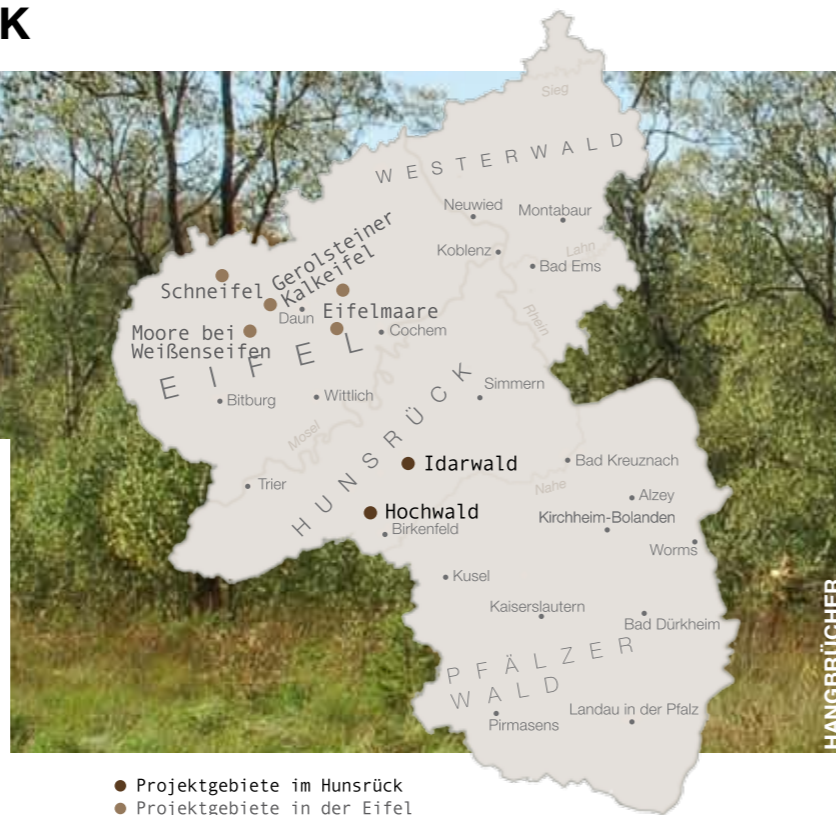 K
Sieg
WESTERWALD
Neuwied
Montabaur
Koblenz
Lahn
Bad Ems
Gerolsteiner
Kalkeifel
Schneifel
Rhein
Daun
Eifelmaare
Cochem
Moore bei
Weißenseifen
EIFEL
Simmern
Bitburg
Wittlich
Mosel
HUNSRÜCK
Idarwald
Bad Kreuznach
Trier
Nahe
Alzey
Hochwald
Kirchheim-Bolanden
Birkenfeld
Worms
Kusel
Kaiserslautern
Bad Dürkheim
PFÄLZER
WALD
Landau in der Pfalz
Pirmasens
HANGBRÜCHER
Projektgebiete im Hunsrück
Projektgebiete in der Eifel